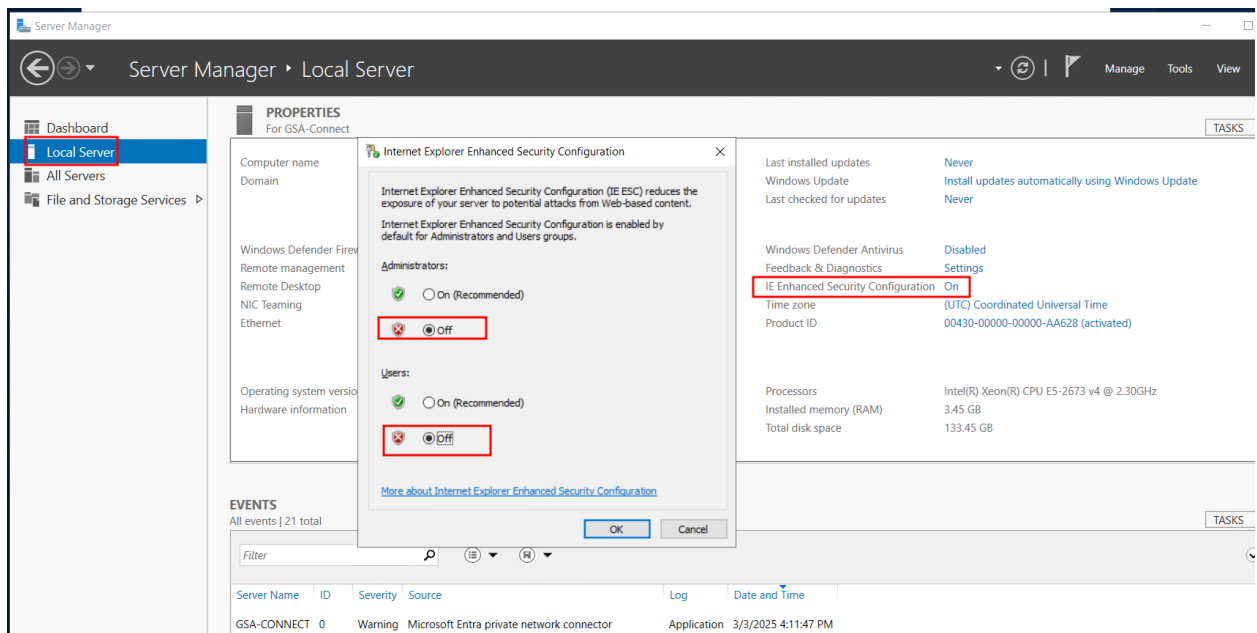 Server Manager
Server Manager • Local Server
Manage Tools View
Dashboard
Local Server
All Servers
File and Storage Services
PROPERTIES
For GSA-Connect
TASKS
Computer name
Domain
Windows Defender Firew
Remote management
Remote Desktop
NIC Teaming
Ethernet
Operating system versio
Hardware information
Internet Explorer Enhanced Security Configuration
Internet Explorer Enhanced Security Configuration (IE ESC) reduces the
exposure of your server to potential attacks from Web-based content.
Internet Explorer Enhanced Security Configuration is enabled by
default for Administrators and Users groups.
Administrators:
On (Recommended)
Off
Users:
On (Recommended)
Off
More about Internet Explorer Enhanced Security Configuration
OK Cancel
Last installed updates Never
Windows Update Install updates automatically using Windows Update
Last checked for updates Never
Windows Defender Antivirus Disabled
Feedback & Diagnostics Settings
IE Enhanced Security Configuration On
Time zone (UTC) Coordinated Universal Time
Product ID 00430-00000-00000-AA628 (activated)
Processors Intel(R) Xeon(R) CPU E5-2673 v4 @ 2.30GHz
Installed memory (RAM) 3.45 GB
Total disk space 133.45 GB
EVENTS
All events | 21 total
TASKS
Filter
Server Name ID Severity Source Log Date and Time
GSA-CONNECT 0 Warning Microsoft Entra private network connector Application 3/3/2025 4:11:47 PM